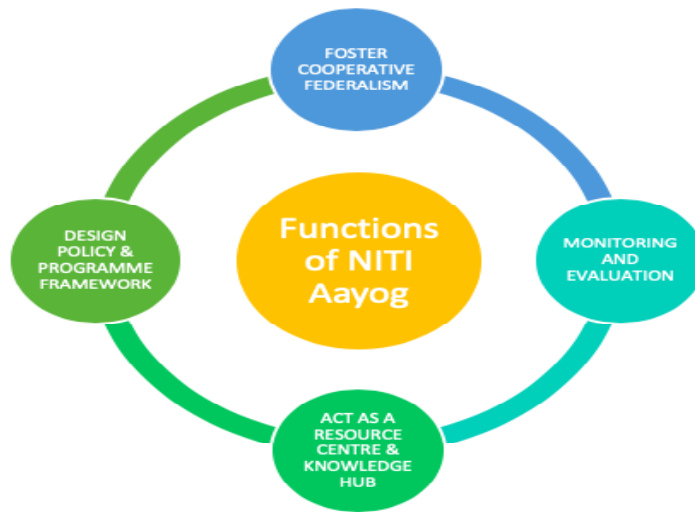 FOSTER
COOPERATIVE
FEDERALISM
DESIGN
POLICY &
PROGRAMME
FRAMEWORK
Functions
of NITI
Aayog
MONITORING
AND
EVALUATION
ACT AS A
RESOURCE
CENTRE &
KNOWLEDGE
HUB